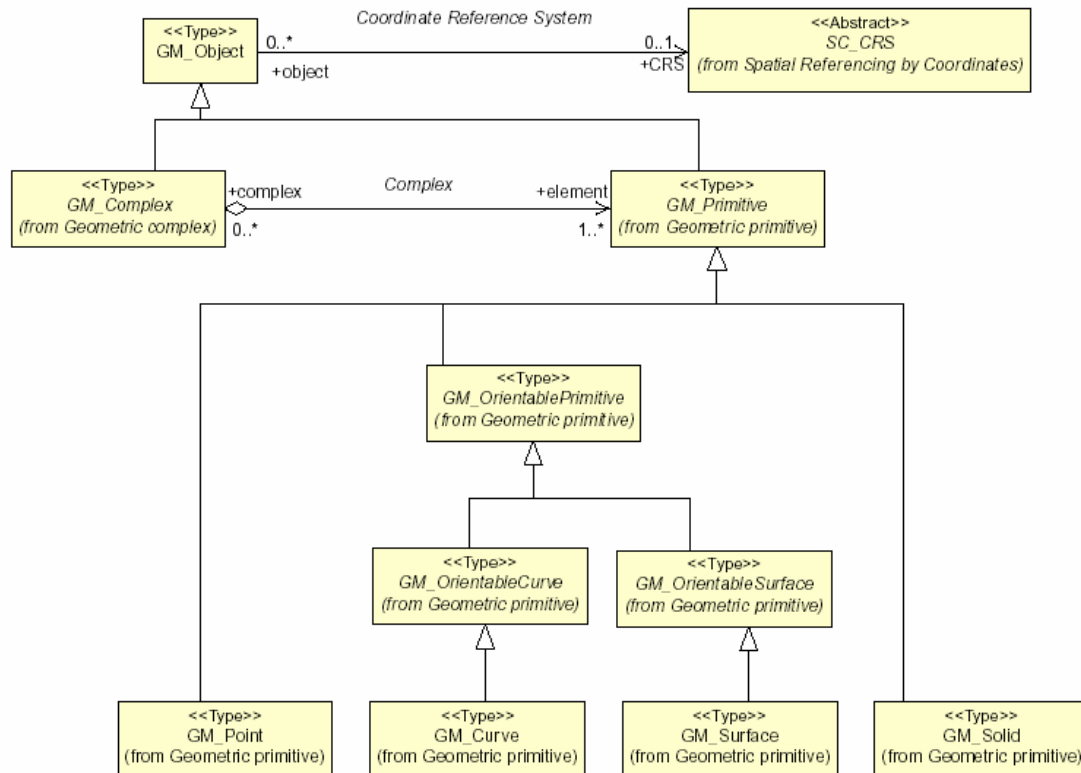 Coordinate Reference System
<<Type>>
GM_Object
0..*
+object
0..1
+CRS
<<Abstract>>
SC_CRS
(from Spatial Referencing by Coordinates)
<<Type>>
GM_Complex
(from Geometric complex)
+complex
0..*
Complex
+element
1..*
<<Type>>
GM_Primitive
(from Geometric primitive)
<<Type>>
GM_OrientablePrimitive
(from Geometric primitive)
<<Type>>
GM_OrientableCurve
(from Geometric primitive)
<<Type>>
GM_OrientableSurface
(from Geometric primitive)
<<Type>>
GM_Point
(from Geometric primitive)
<<Type>>
GM_Curve
(from Geometric primitive)
<<Type>>
GM_Surface
(from Geometric primitive)
<<Type>>
GM_Solid
(from Geometric primitive)